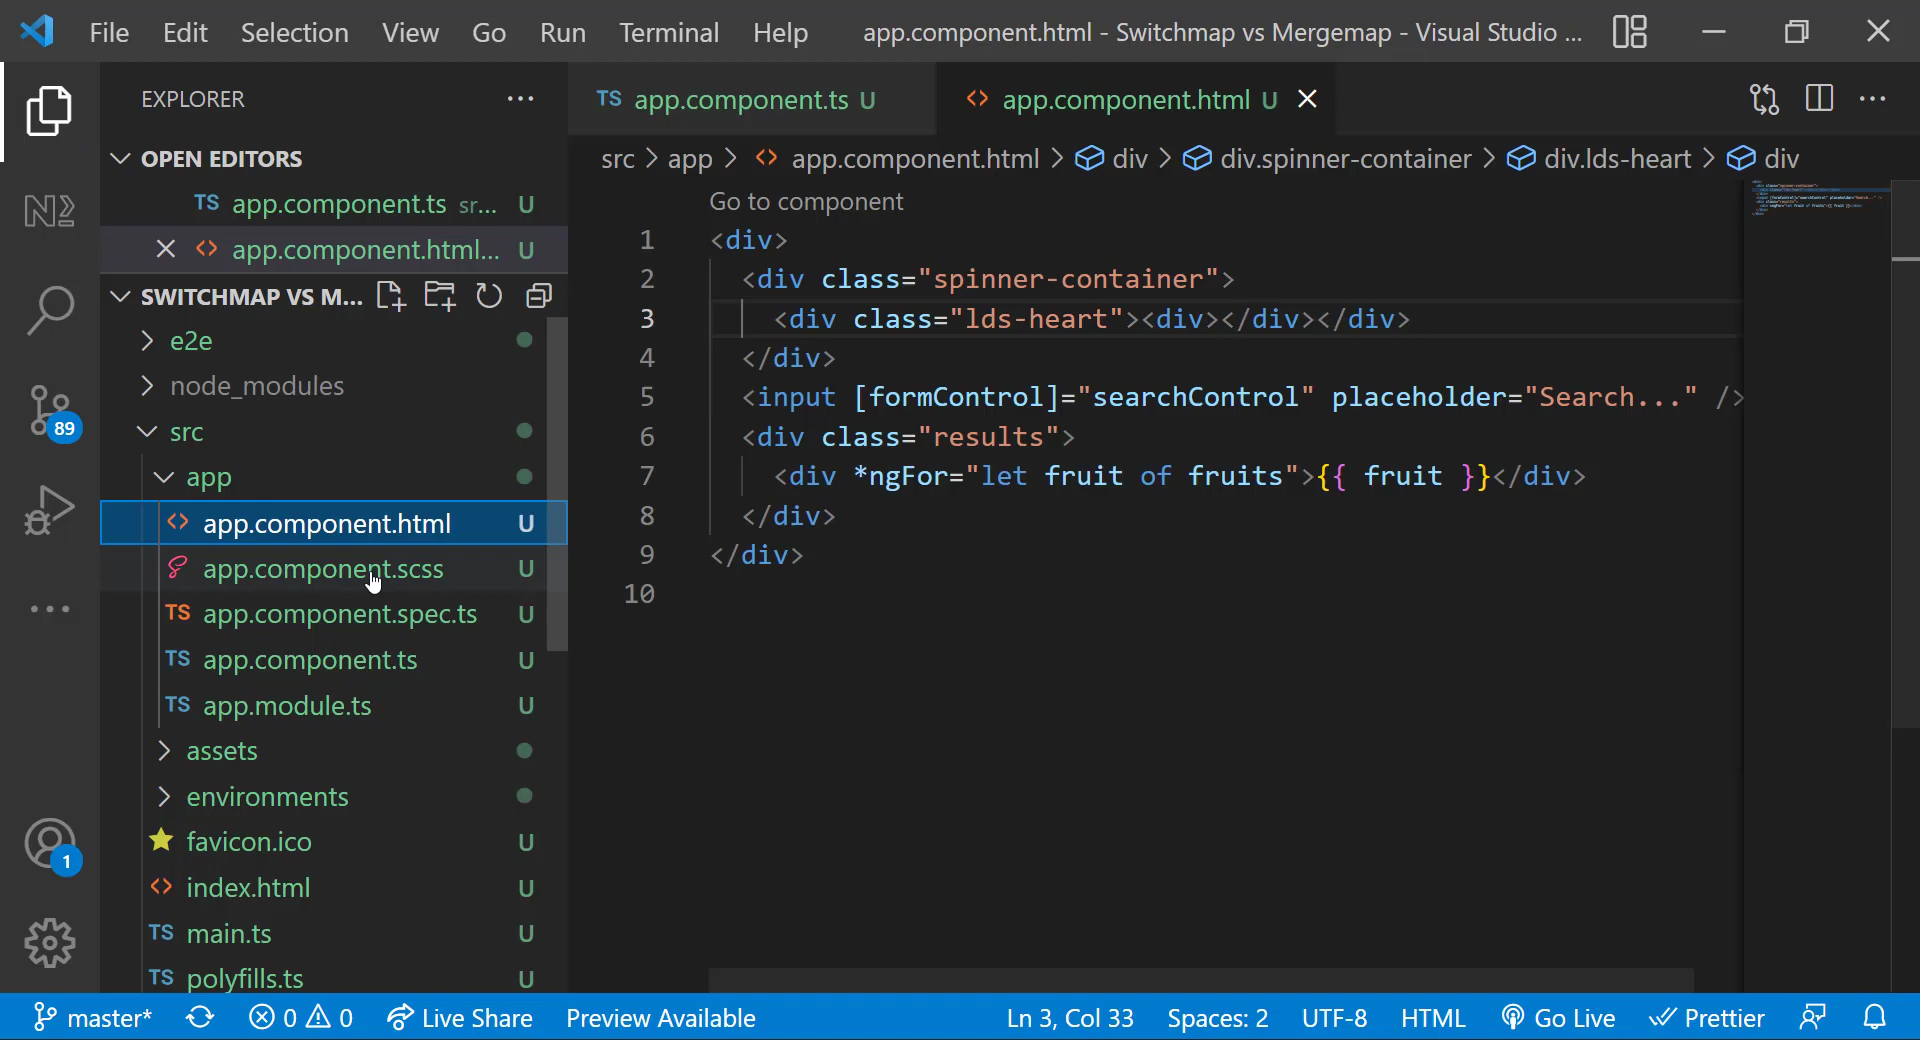 File Edit Selection View Go Run Terminal Help app.component.html - Switchmap vs Mergemap - Visual Studio ...
EXPLORER
OPEN EDITORS
TS app.component.ts sr... U
app.component.html... U
SWITCHMAP VS M...
e2e
node_modules
src
app
app.component.html U
app.component.scss U
TS app.component.spec.ts U
TS app.component.ts U
TS app.module.ts U
assets
environments
favicon.ico U
index.html U
TS main.ts U
TS polyfills.ts U
89
1
TS app.component.ts U
app.component.html U
src > app > app.component.html > div > div.spinner-container > div.lds-heart > div
Go to component
1 <div>
2 <div class="spinner-container">
3 <div class="lds-heart"><div></div></div>
4 </div>
5 <input [formControl]="searchControl" placeholder="Search..." />
6 <div class="results">
7 <div *ngFor="let fruit of fruits">{{ fruit }}</div>
8 </div>
9 </div>
10
master* 0 0 Live Share Preview Available Ln 3, Col 33 Spaces: 2 UTF-8 HTML Go Live Prettier